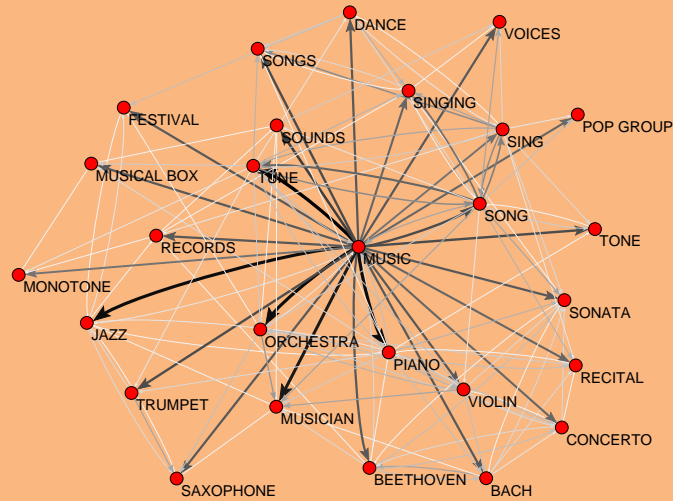 DANCE
VOICES
SONGS
SINGING
FESTIVAL
POP GROUP
SOUNDS
SING
MUSICAL BOX
TUNE
SONG
RECORDS
TONE
MUSIC
MONOTONE
SONATA
JAZZ
ORCHESTRA
PIANO
RECITAL
TRUMPET
VIOLIN
MUSICIAN
CONCERTO
BEETHOVEN
SAXOPHONE
BACH